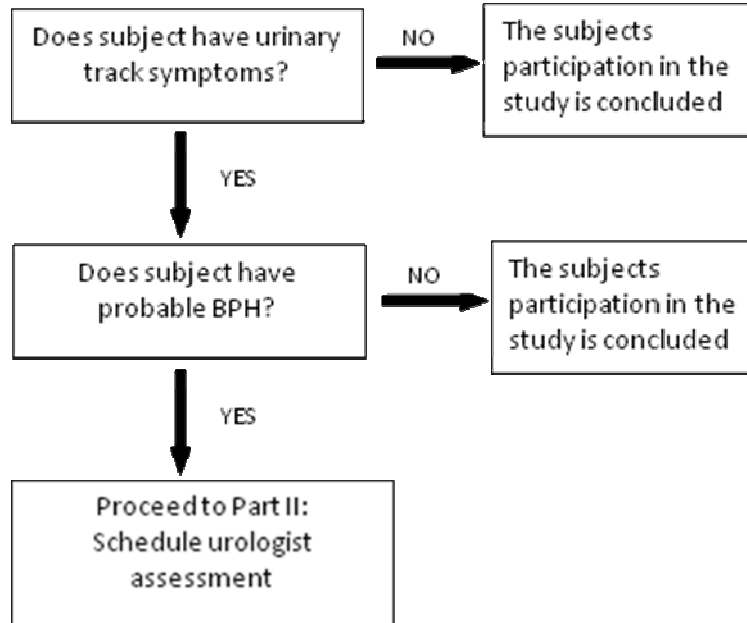 Does subject have urinary
track symptoms?
NO
The subjects
participation in the
study is concluded
YES
Does subject have
probable BPH?
NO
The subjects
participation in the
study is concluded
YES
Proceed to Part II:
Schedule urologist
assessment